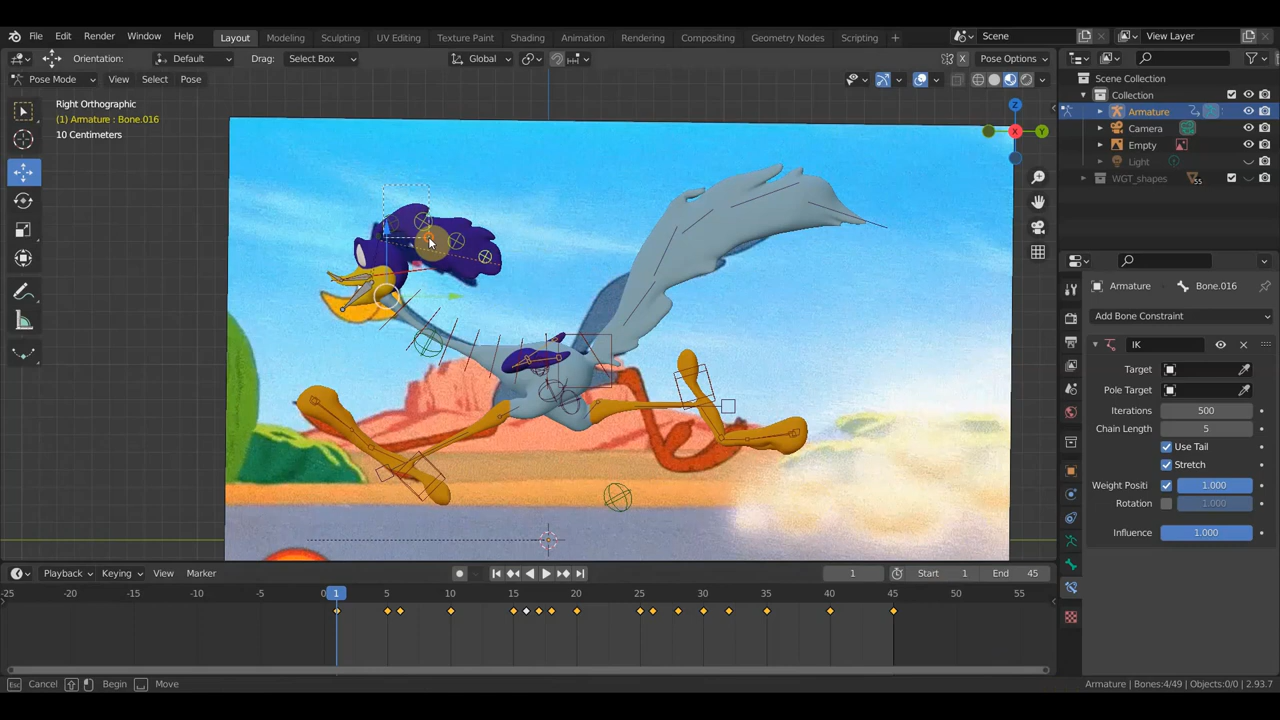 File Edit Render Window Help Layout Modeling Sculpting UV Editing Texture Paint Shading Animation Rendering Compositing Geometry Nodes Scripting + Scene View Layer
Orientation: Default Drag: Select Box Global Pose Options
Pose Mode View Select Pose
Right Orthographic
(1) Armature : Bone.016
10 Centimeters
Z
X
Y
Scene Collection
Collection
Armature
Camera
Empty
Light
WGT_shapes 55
Armature Bone.016
Add Bone Constraint
IK
Target
Pole Target
Iterations 500
Chain Length 5
Use Tail
Stretch
Weight Positi 1.000
Rotation 1.000
Influence 1.000
Playback Keying View Marker 1 Start 1 End 45
-25 -20 -15 -10 -5 0 1 5 10 15 20 25 30 35 40 45 50 55
Esc Cancel Begin Move Armature | Bones:4/49 | Objects:0/0 | 2.93.7